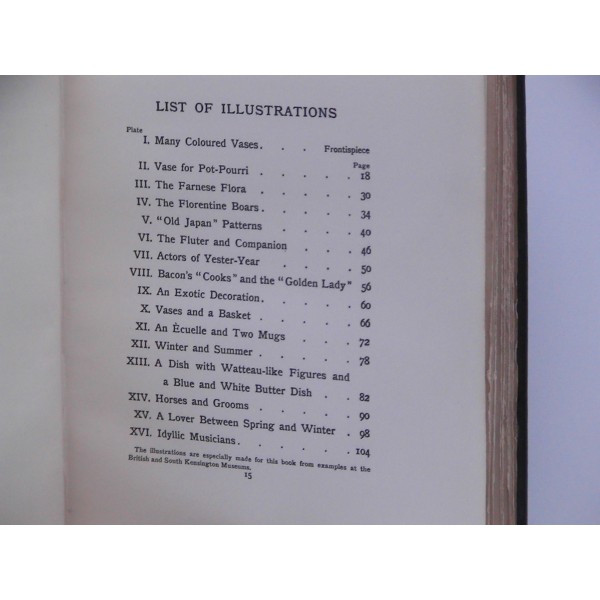 LIST OF ILLUSTRATIONS
Plate
I. Many Coloured Vases. . . Frontispiece
Page
II. Vase for Pot-Pourri . . . . . 18
III. The Farnese Flora . . . . 30
IV. The Florentine Boars. . . . . 34
V. "Old Japan" Patterns . . . . 40
VI. The Fluter and Companion . . . 46
VII. Actors of Yester-Year . . . . 50
VIII. Bacon's "Cooks" and the "Golden Lady" 56
IX. An Exotic Decoration. . . . . 60
X. Vases and a Basket . . . . 66
XI. An Écuelle and Two Mugs . . . 72
XII. Winter and Summer . . . . . 78
XIII. A Dish with Watteau-like Figures and
a Blue and White Butter Dish . . 82
XIV. Horses and Grooms . . . . . 90
XV. A Lover Between Spring and Winter . 98
XVI. Idyllic Musicians. . . . . 104
The illustrations are especially made for this book from examples at the
British and South Kensington Museums.
15